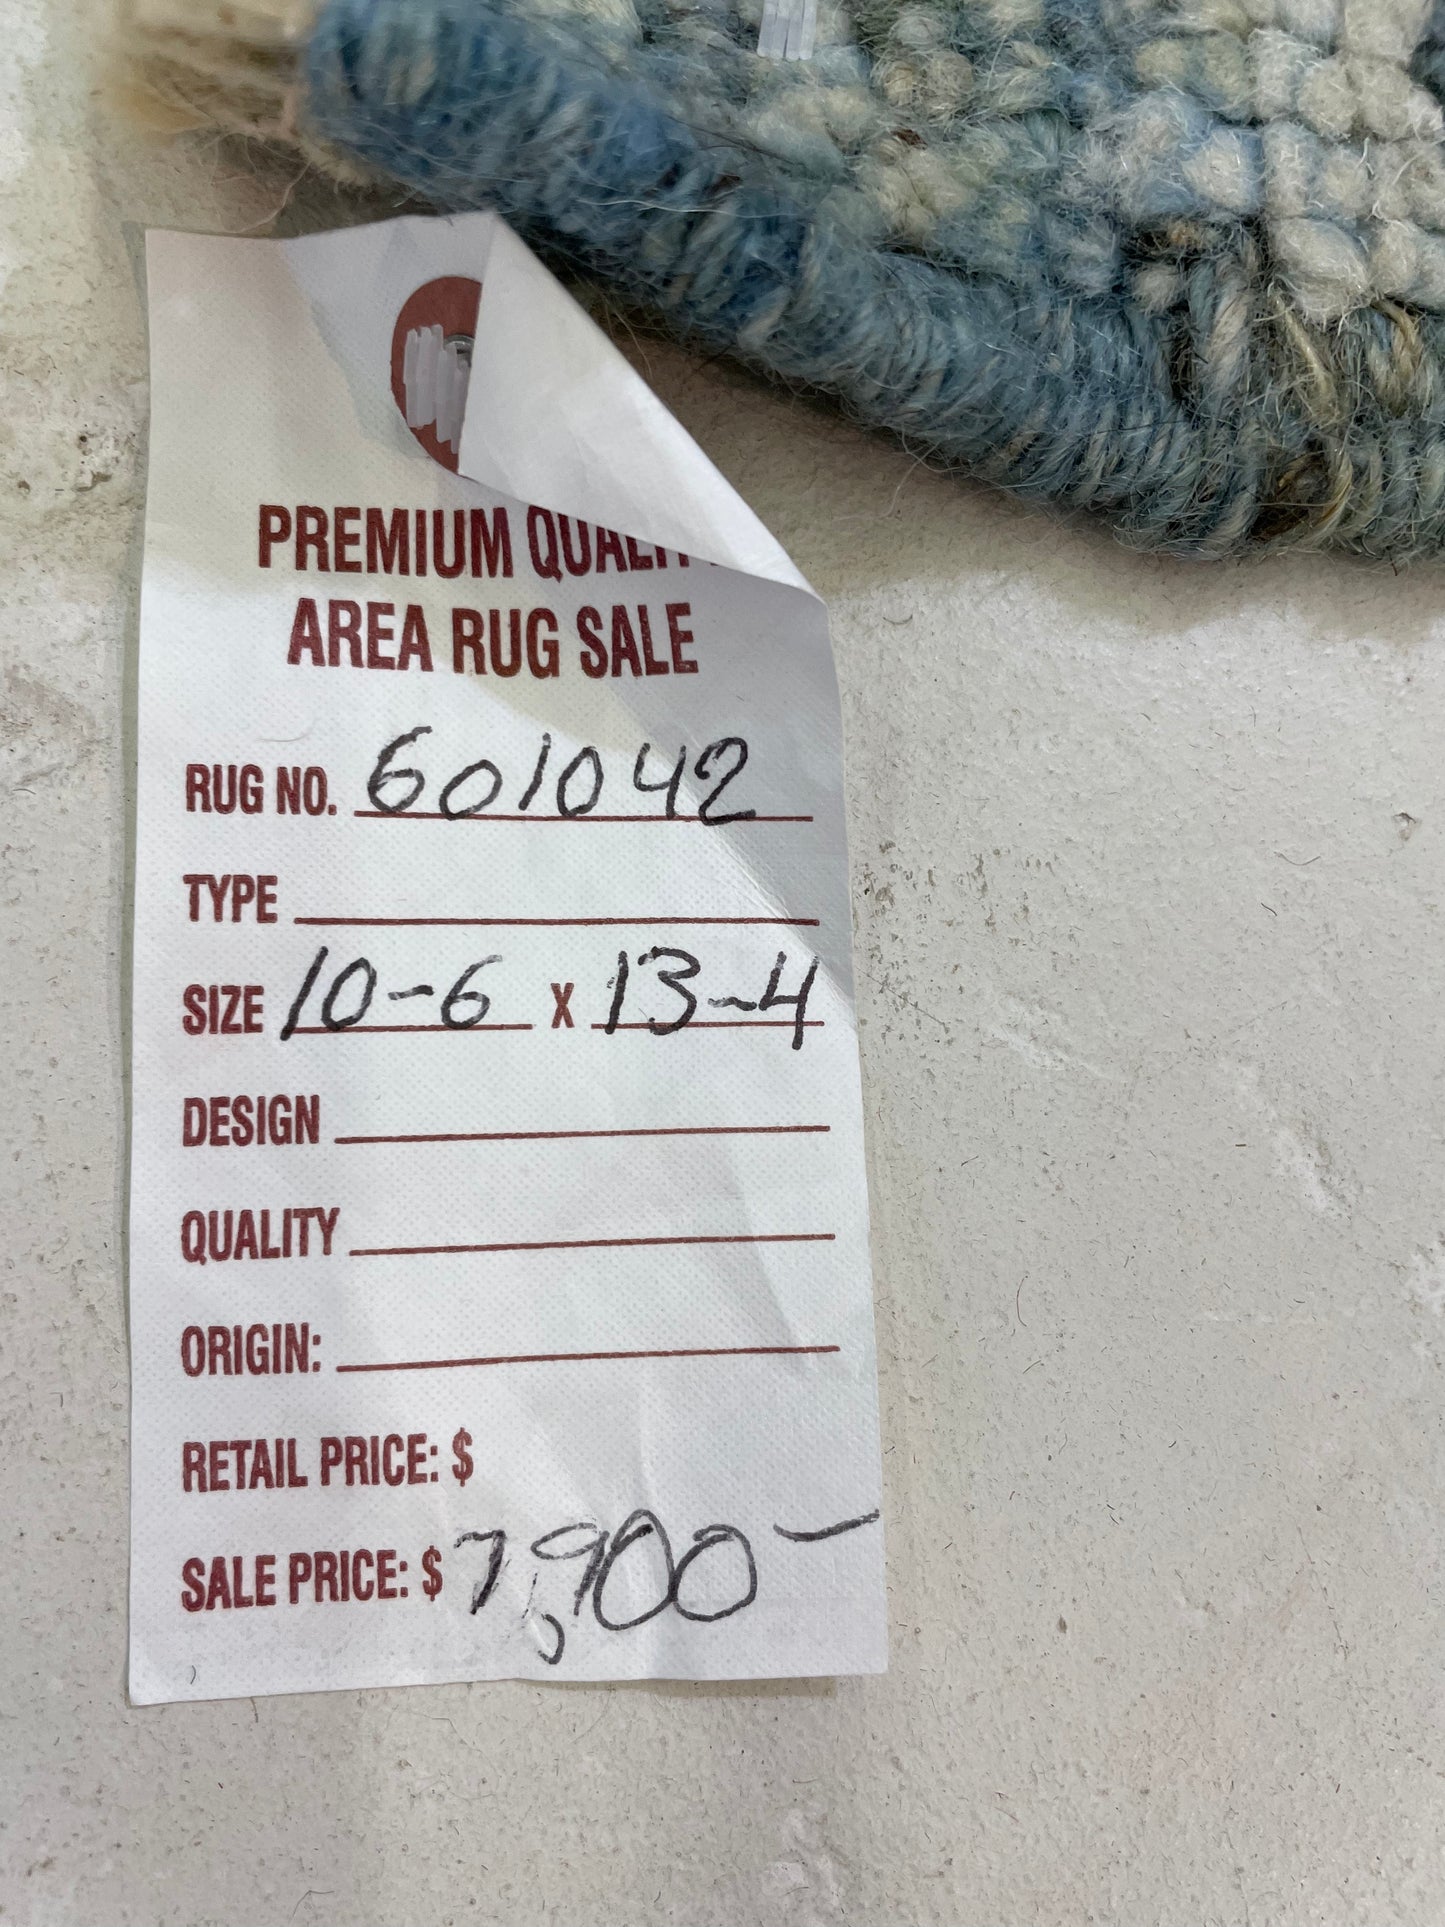 PREMIUM QUALITY
AREA RUG SALE
RUG NO. 601042
TYPE
SIZE 10-6 X 13-4
DESIGN
QUALITY
ORIGIN:
RETAIL PRICE: $
SALE PRICE: $ 7,900-